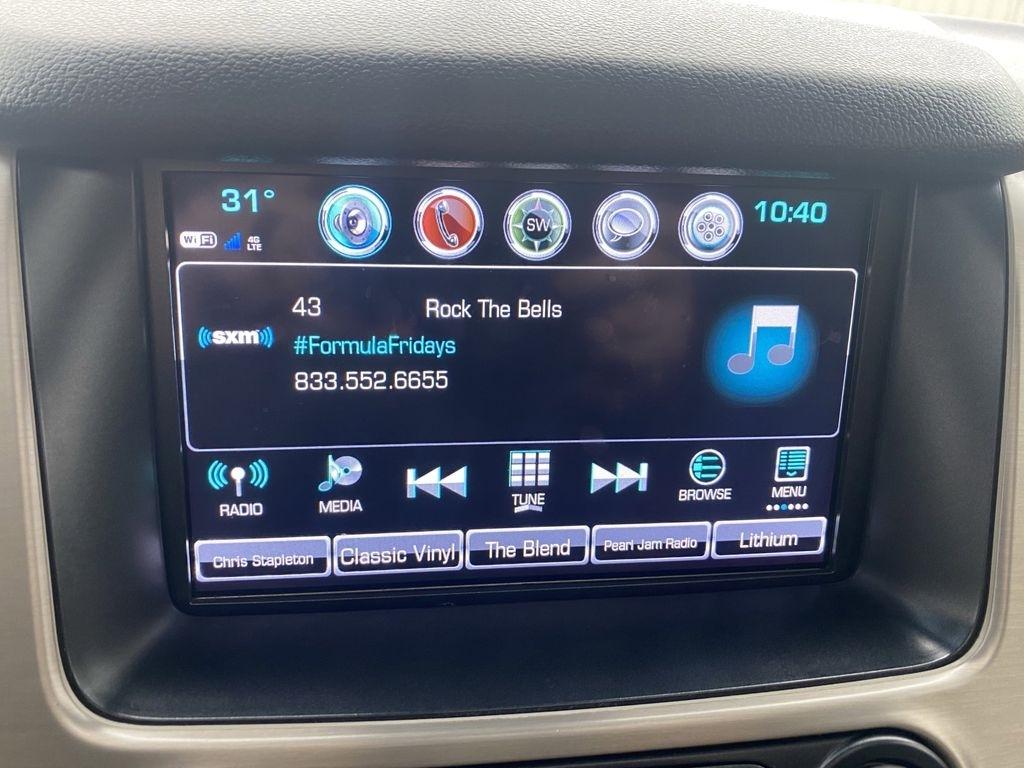 31° SW 10:40
WiFi 4G LTE
43 Rock The Bells
((sxm))
#FormulaFridays
833.552.6655
RADIO MEDIA TUNE BROWSE MENU
Chris Stapleton Classic Vinyl The Blend Pearl Jam Radio Lithium